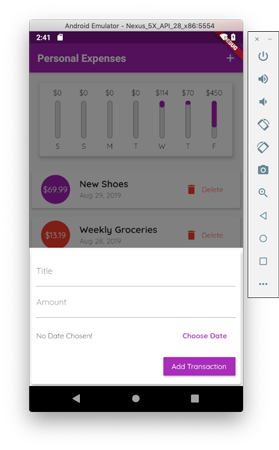 Android Emulator - Nexus_5X_API_28_x86:5554
2:41
DEBUG
Personal Expenses +
$0 $0 $0 $0 $114 $70 $450
S S M T W T F
$69.99 New Shoes Delete
Aug 29, 2019
$13.19 Weekly Groceries Delete
Aug 28, 2019
Title
Amount
No Date Chosen! Choose Date
Add Transaction